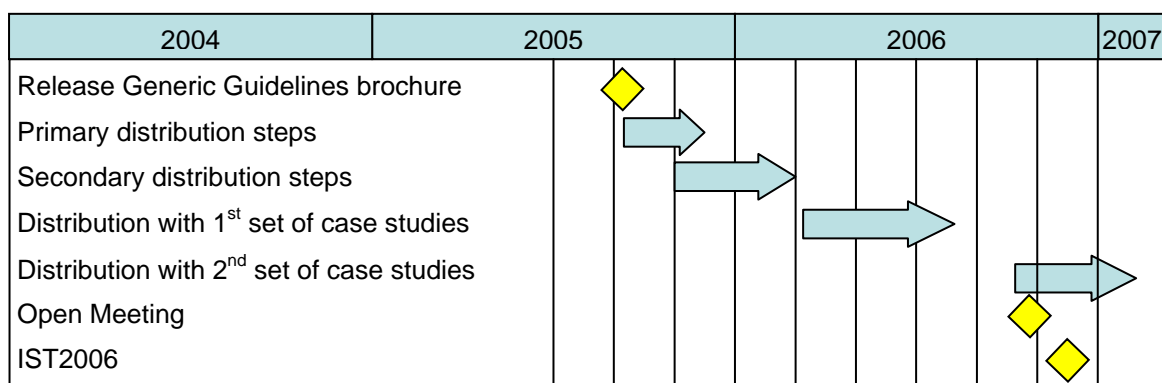 2004 2005 2006 2007
Release Generic Guidelines brochure
Primary distribution steps
Secondary distribution steps
Distribution with 1st set of case studies
Distribution with 2nd set of case studies
Open Meeting
IST2006